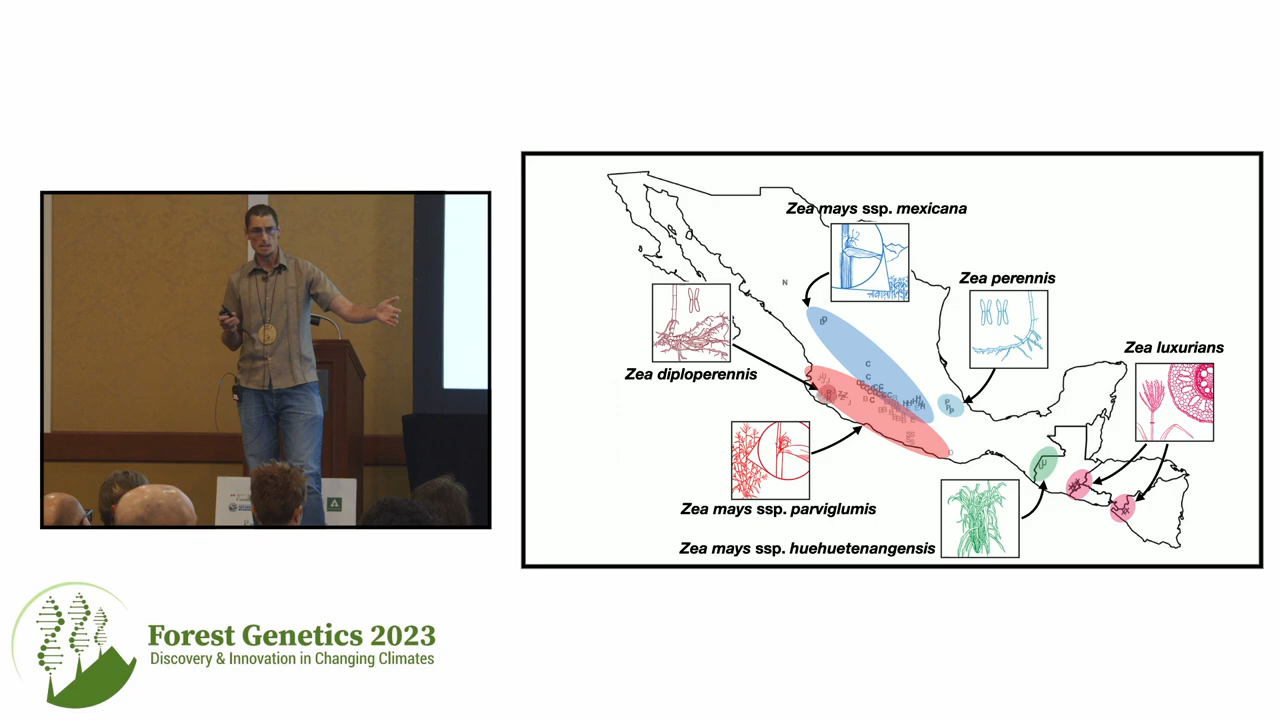 Zea mays ssp. mexicana
Zea perennis
Zea luxurians
Zea diploperennis
Zea mays ssp. parviglumis
Zea mays ssp. huehuetenangensis
N
Forest Genetics 2023
Discovery & Innovation in Changing Climates